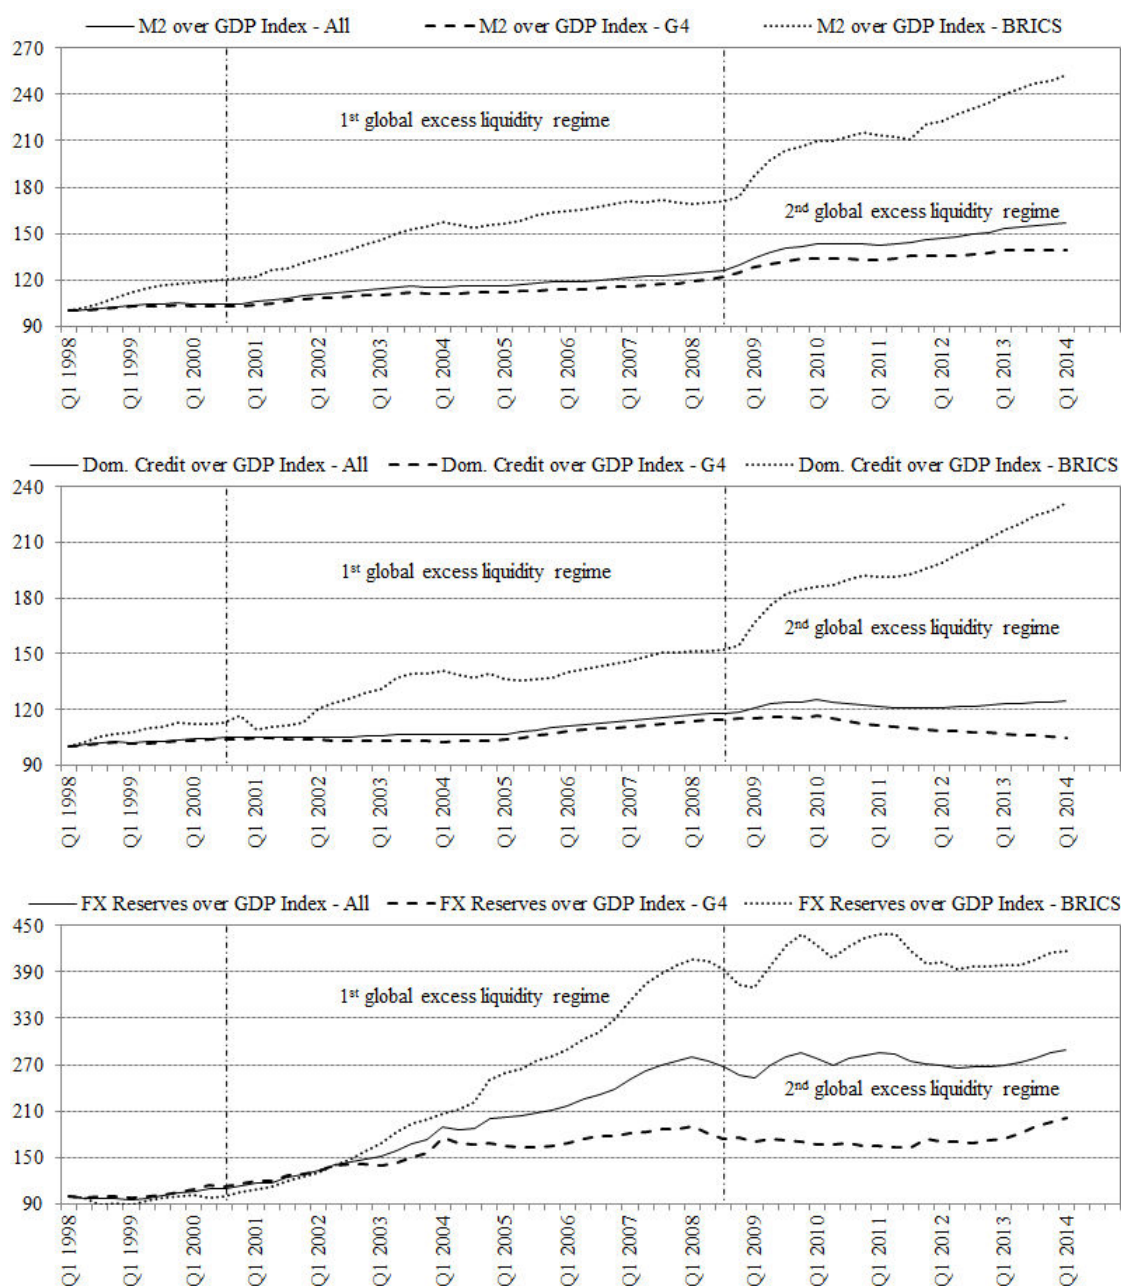 M2 over GDP Index - All M2 over GDP Index - G4 M2 over GDP Index - BRICS
270
240
210
180
150
120
90
1st global excess liquidity regime
2nd global excess liquidity regime
Q1 1998 Q1 1999 Q1 2000 Q1 2001 Q1 2002 Q1 2003 Q1 2004 Q1 2005 Q1 2006 Q1 2007 Q1 2008 Q1 2009 Q1 2010 Q1 2011 Q1 2012 Q1 2013 Q1 2014
Dom. Credit over GDP Index - All Dom. Credit over GDP Index - G4 Dom. Credit over GDP Index - BRICS
240
210
180
150
120
90
1st global excess liquidity regime
2nd global excess liquidity regime
Q1 1998 Q1 1999 Q1 2000 Q1 2001 Q1 2002 Q1 2003 Q1 2004 Q1 2005 Q1 2006 Q1 2007 Q1 2008 Q1 2009 Q1 2010 Q1 2011 Q1 2012 Q1 2013 Q1 2014
FX Reserves over GDP Index - All FX Reserves over GDP Index - G4 FX Reserves over GDP Index - BRICS
450
390
330
270
210
150
90
1st global excess liquidity regime
2nd global excess liquidity regime
Q1 1998 Q1 1999 Q1 2000 Q1 2001 Q1 2002 Q1 2003 Q1 2004 Q1 2005 Q1 2006 Q1 2007 Q1 2008 Q1 2009 Q1 2010 Q1 2011 Q1 2012 Q1 2013 Q1 2014